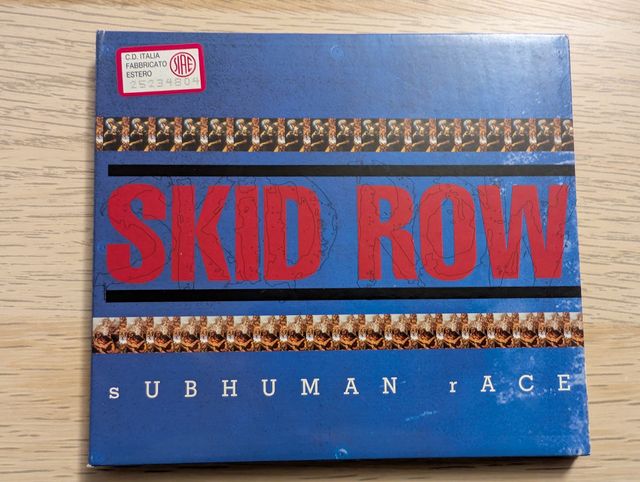 C.D. ITALIA
FABBRICATO
ESTERO
SIAE
25234804
SKID ROW
sUBHUMAN rACE